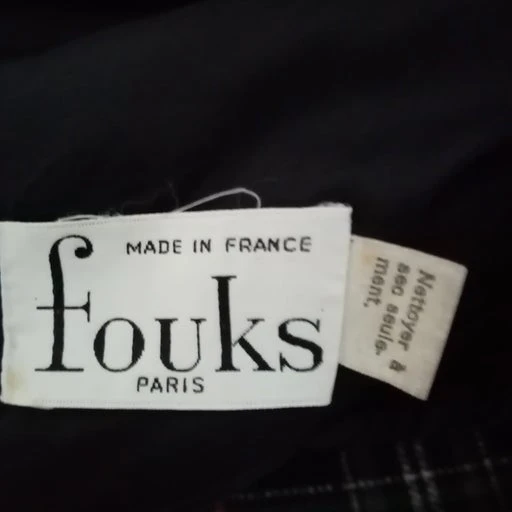 MADE IN FRANCE
fouks
PARIS
Nettoyer à
sec seule-
ment,